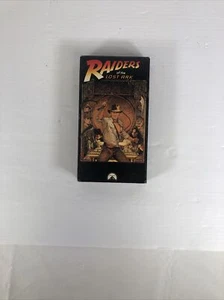 RAIDERS
of the
LOST ARK